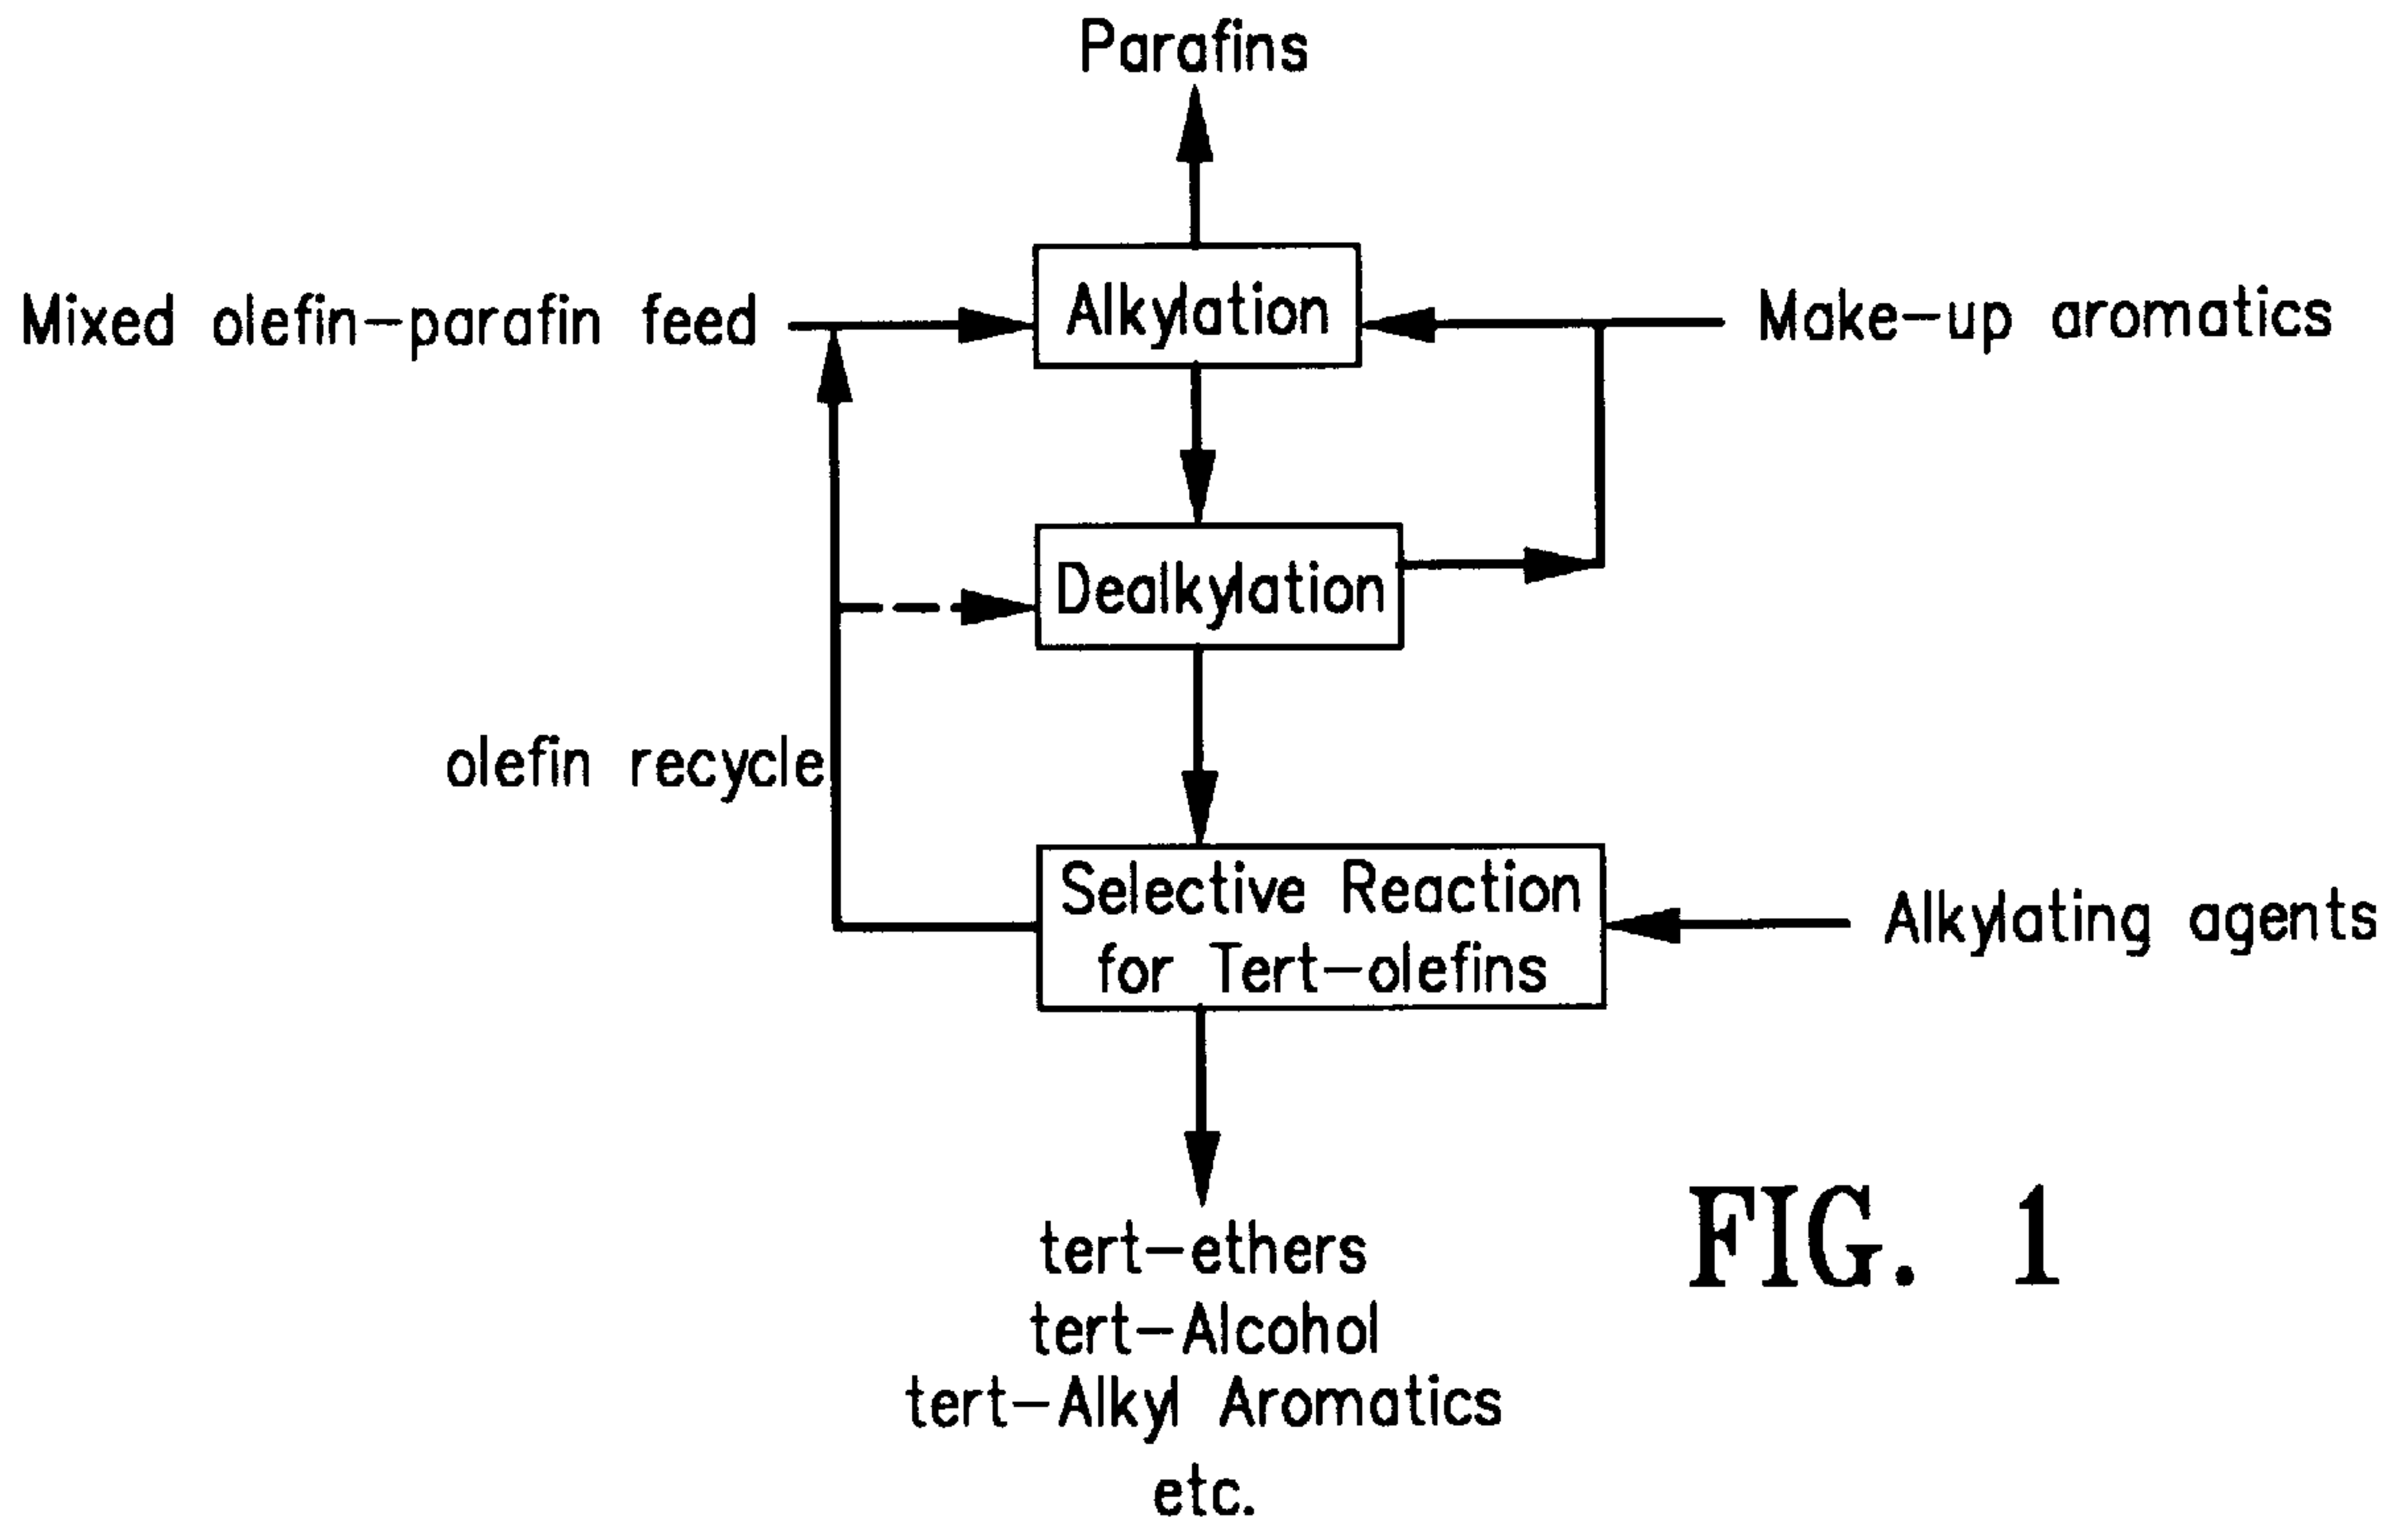 Parafins
Mixed olefin-parafin feed
Alkylation
Make-up aromatics
Dealkylation
olefin recycle
Selective Reaction
for Tert-olefins
Alkylating agents
tert-ethers
tert-Alcohol
tert-Alkyl Aromatics
etc.
FIG. 1